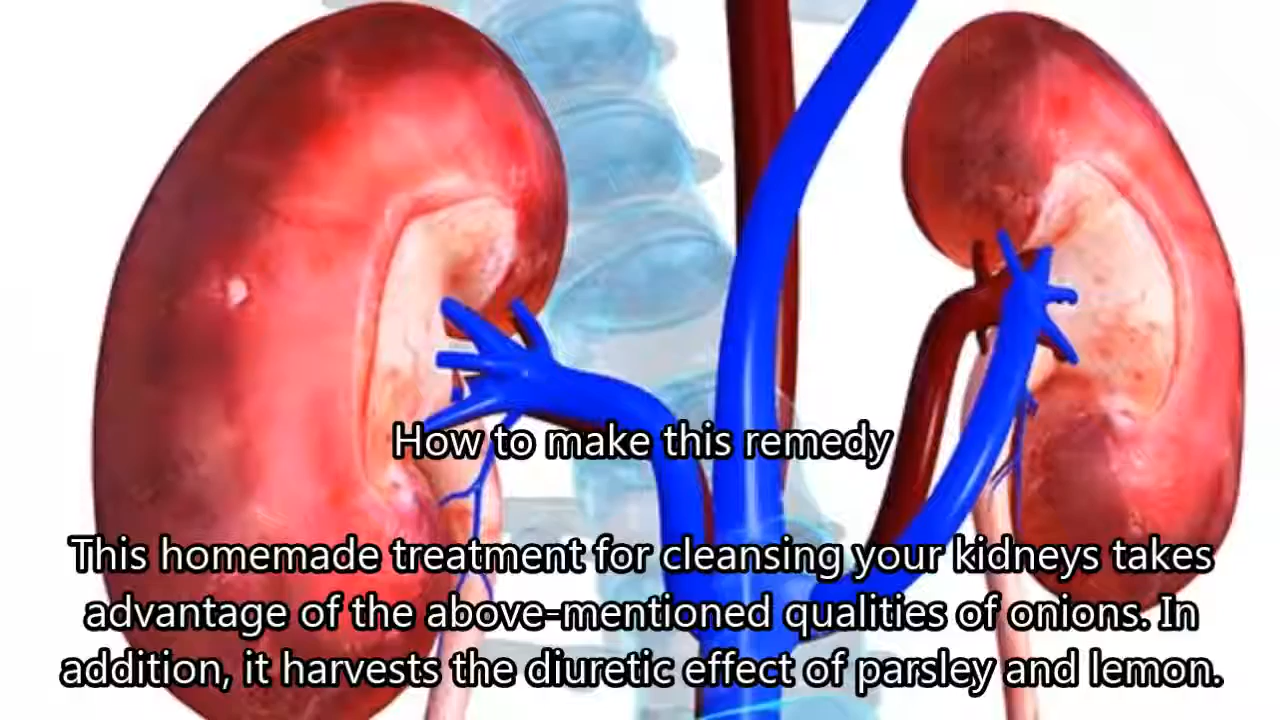 How to make this remedy
This homemade treatment for cleansing your kidneys takes
advantage of the above-mentioned qualities of onions. In
addition, it harvests the diuretic effect of parsley and lemon.